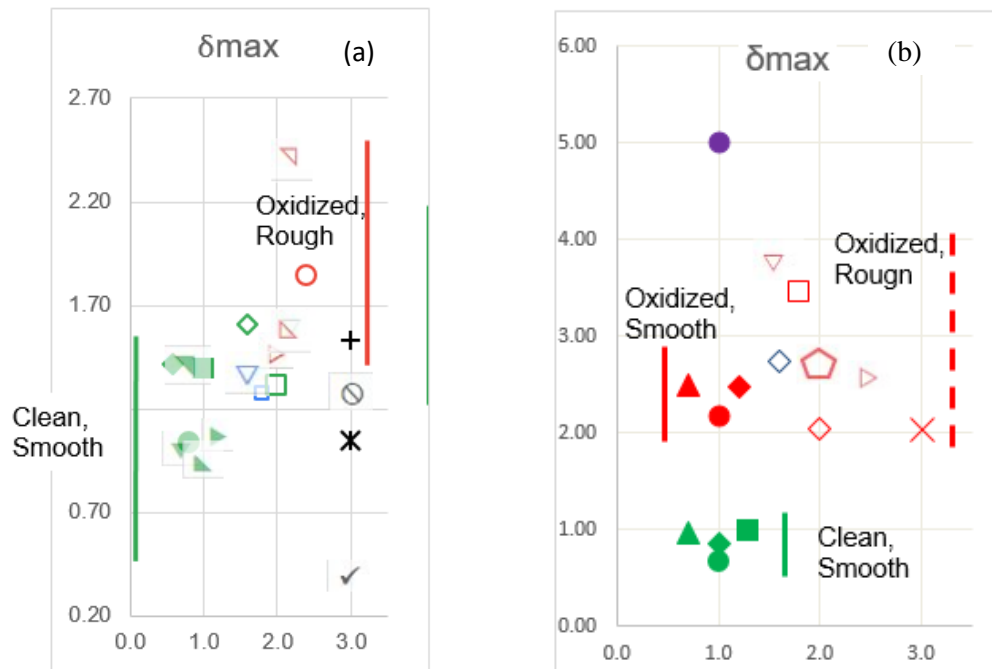 δmax (a)
2.70
2.20
Oxidized,
Rough
1.70
Clean,
Smooth
0.70
0.20
0.0 1.0 2.0 3.0
6.00
δmax (b)
5.00
4.00
Oxidized,
Rougn
Oxidized,
Smooth
3.00
2.00
1.00
Clean,
Smooth
0.00
0.0 1.0 2.0 3.0